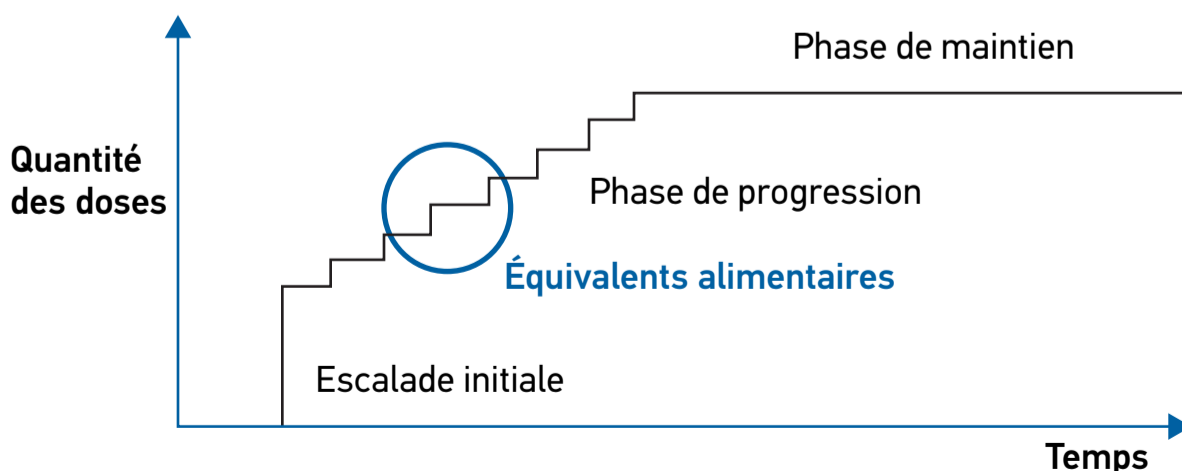 Phase de maintien
Quantité
des doses
Phase de progression
Équivalents alimentaires
Escalade initiale
Temps